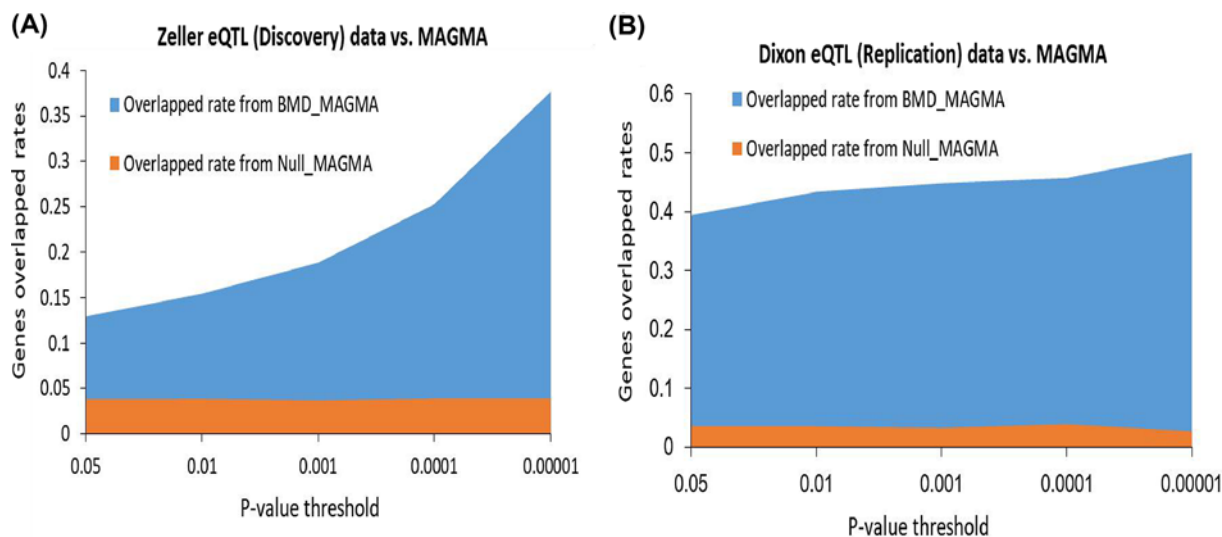 (A)
Zeller eQTL (Discovery) data vs. MAGMA
0.4
0.35
0.3
0.25
0.2
0.15
0.1
0.05
0
Overlapped rate from BMD_MAGMA
Overlapped rate from Null_MAGMA
Genes overlapped rates
0.05 0.01 0.001 0.0001 0.00001
P-value threshold
(B)
Dixon eQTL (Replication) data vs. MAGMA
0.6
0.5
0.4
0.3
0.2
0.1
0
Overlapped rate from BMD_MAGMA
Overlapped rate from Null_MAGMA
Genes overlapped rates
0.05 0.01 0.001 0.0001 0.00001
P-value threshold